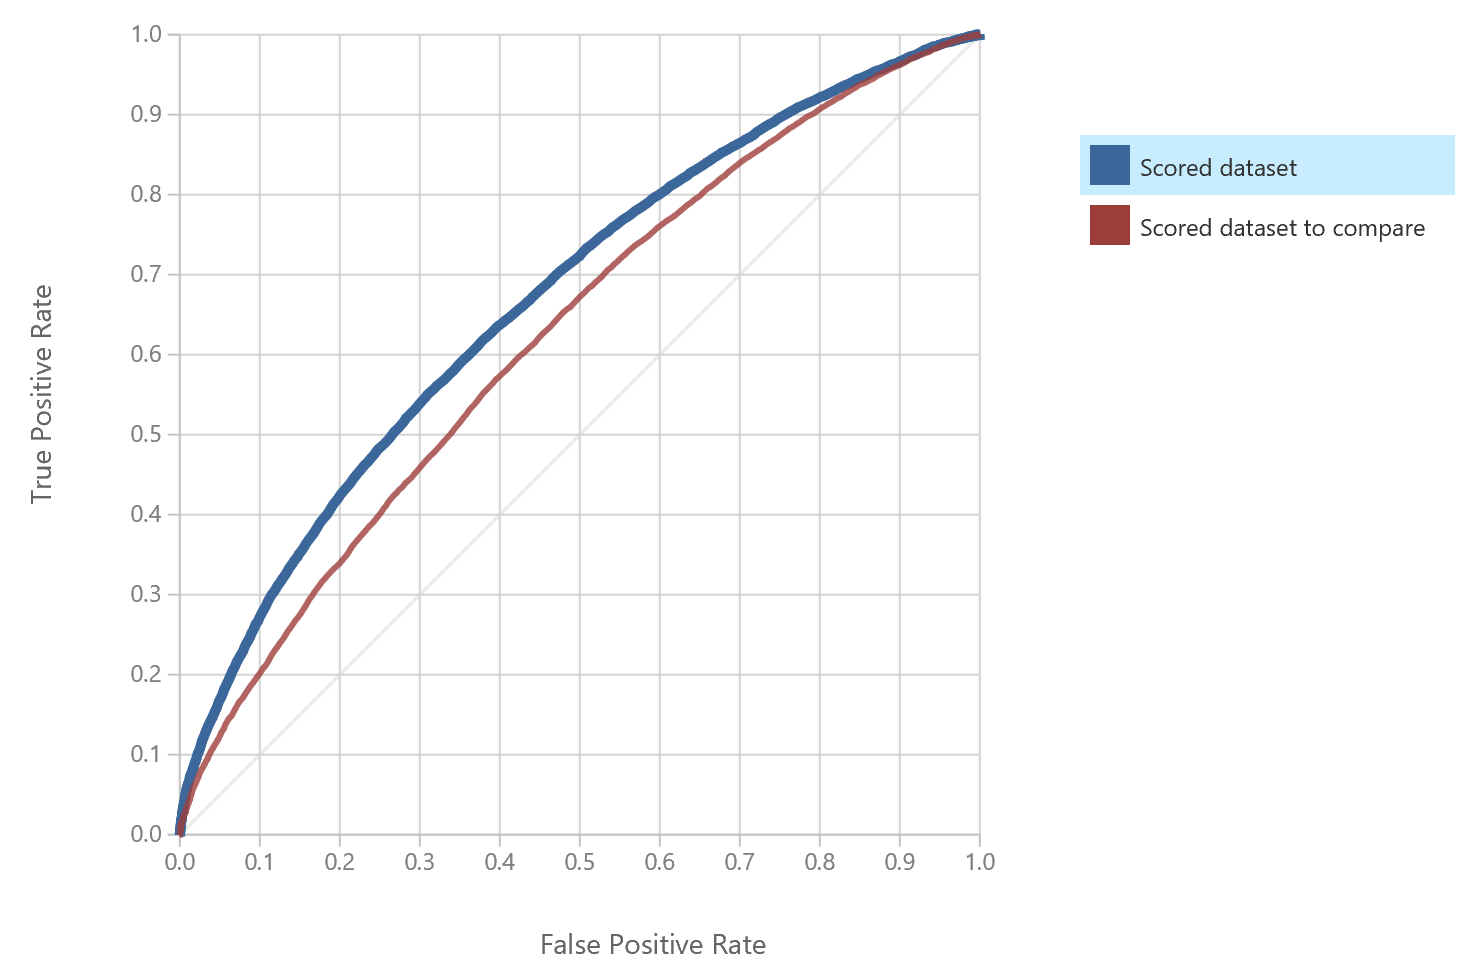 1.0
0.9
0.8
0.7
0.6
0.5
0.4
0.3
0.2
0.1
0.0
True Positive Rate
0.0 0.1 0.2 0.3 0.4 0.5 0.6 0.7 0.8 0.9 1.0
False Positive Rate
Scored dataset
Scored dataset to compare